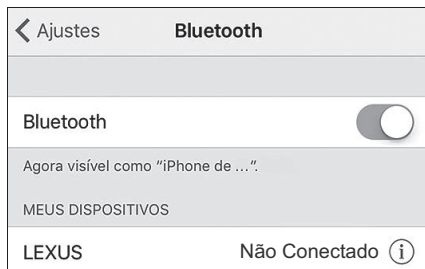 Ajustes Bluetooth
Bluetooth
Agora visível como “iPhone de ...”.
MEUS DISPOSITIVOS
LEXUS Não Conectado i